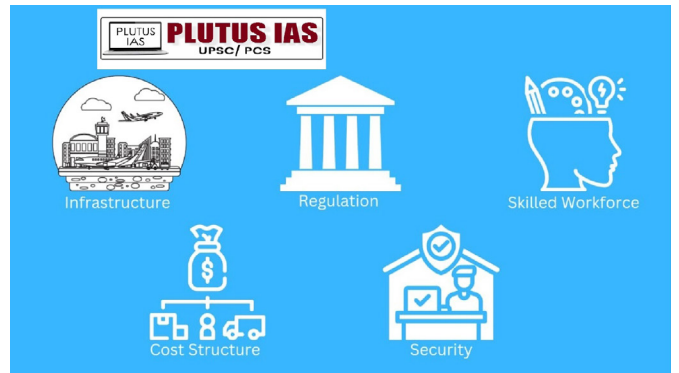 PLUTUS
IAS
PLUTUS IAS
UPSC/ PCS
Infrastructure
Regulation
Skilled Workforce
$
Cost Structure
Security